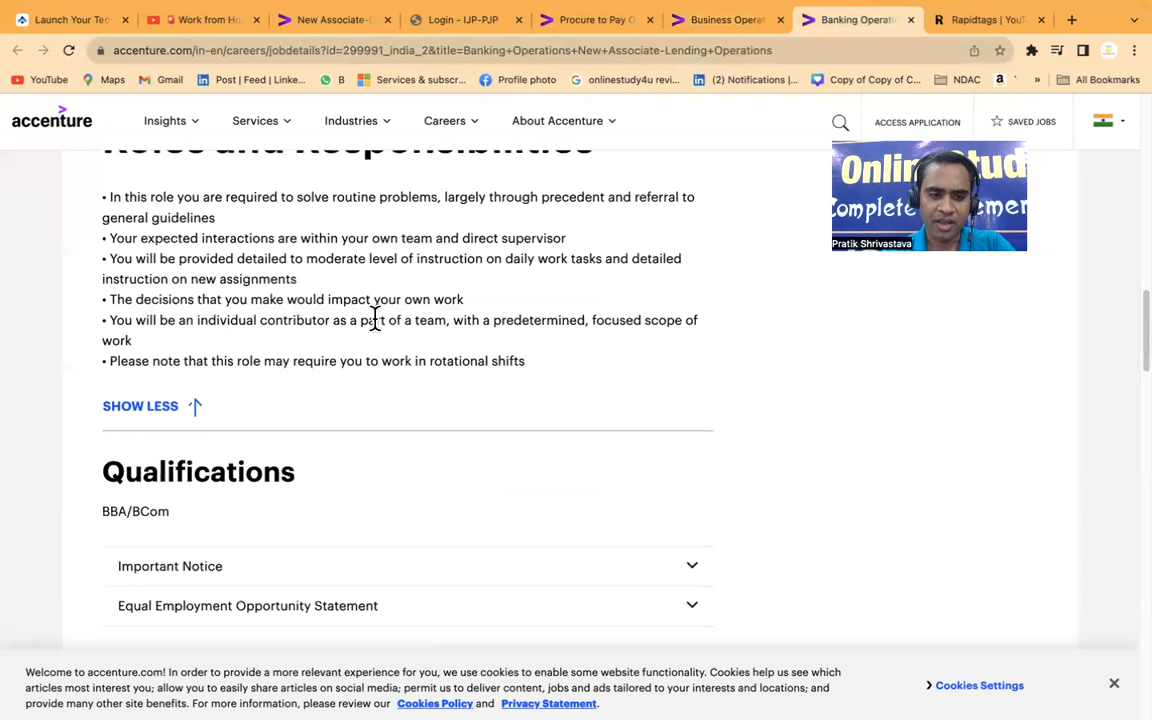 Launch Your Tec
Work from Ho
New Associate-
Login - IJP-PJP
Procure to Pay O
Business Opera
Banking Operati
Rapidtags | You
accenture.com/in-en/careers/jobdetails?id=299991_india_2&title=Banking+Operations+New+Associate-Lending+Operations
YouTube
Maps
Gmail
Post | Feed | Linke...
B
Services & subscr...
Profile photo
onlinestudy4u revi...
(2) Notifications |...
Copy of Copy of C...
NDAC
»
All Bookmarks
accenture
Insights
Services
Industries
Careers
About Accenture
ACCESS APPLICATION
SAVED JOBS
Roles and Responsibilities
Online Stud
Complete
ement
Pratik Shrivastava
• In this role you are required to solve routine problems, largely through precedent and referral to
general guidelines
• Your expected interactions are within your own team and direct supervisor
• You will be provided detailed to moderate level of instruction on daily work tasks and detailed
instruction on new assignments
• The decisions that you make would impact your own work
• You will be an individual contributor as a part of a team, with a predetermined, focused scope of
work
• Please note that this role may require you to work in rotational shifts
SHOW LESS
Qualifications
BBA/BCom
Important Notice
Equal Employment Opportunity Statement
Welcome to accenture.com! In order to provide a more relevant experience for you, we use cookies to enable some website functionality. Cookies help us see which
articles most interest you; allow you to easily share articles on social media; permit us to deliver content, jobs and ads tailored to your interests and locations; and
provide many other site benefits. For more information, please review our Cookies Policy and Privacy Statement.
Cookies Settings